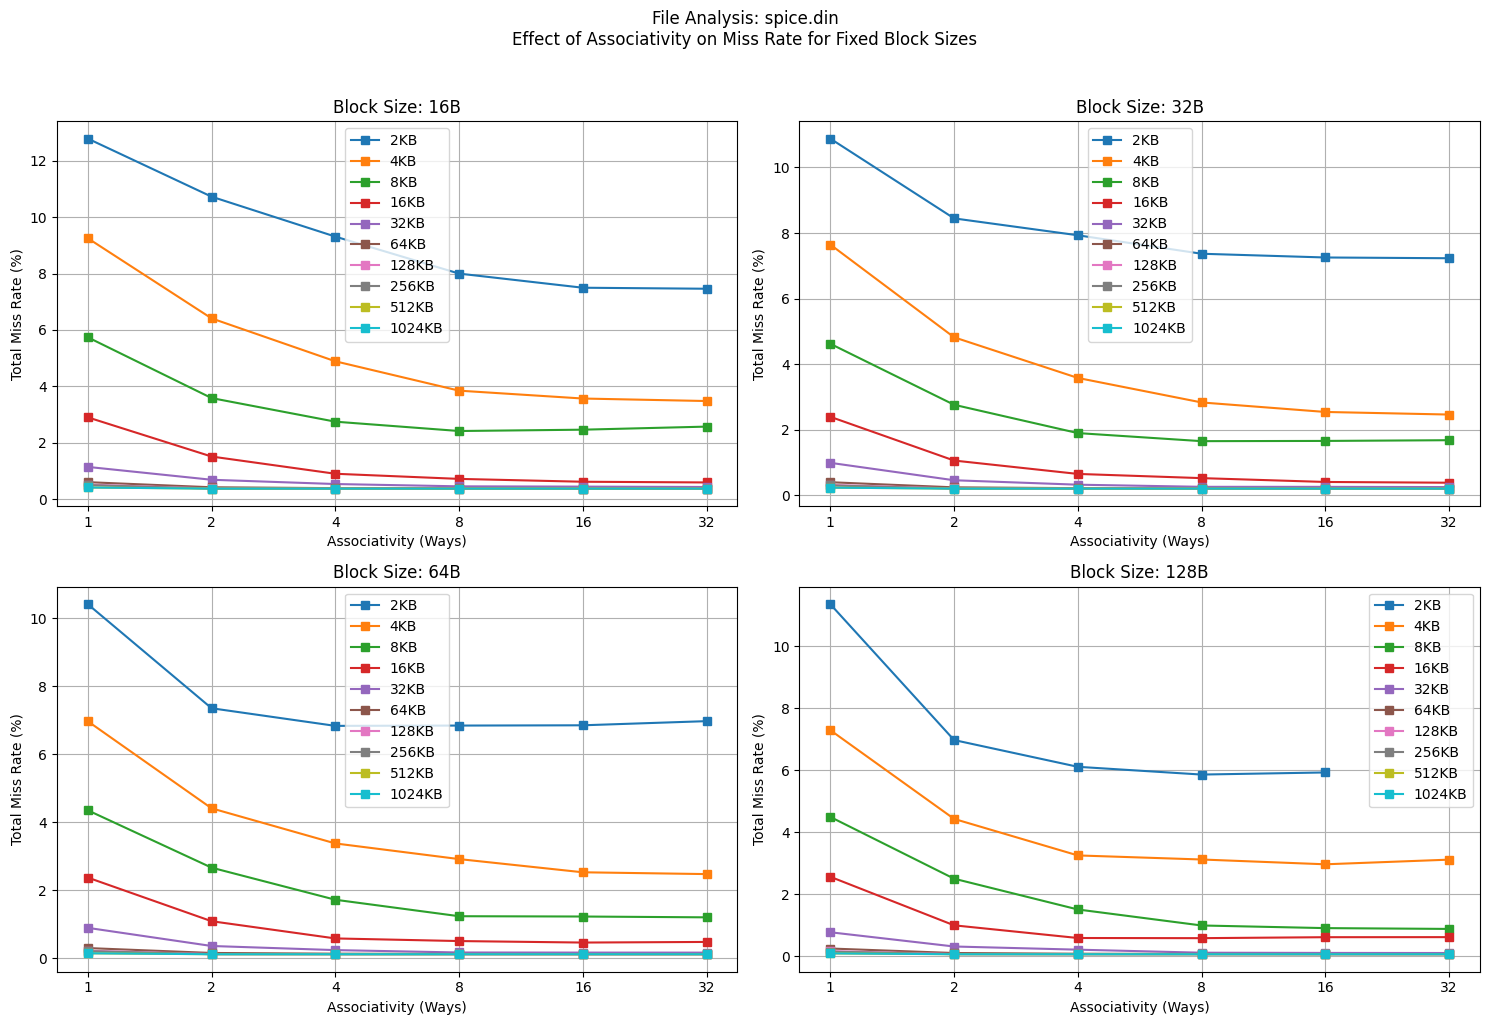 File Analysis: spice.din
Effect of Associativity on Miss Rate for Fixed Block Sizes
Block Size: 16B
Total Miss Rate (%)
12
10
8
6
4
2
0
2KB
4KB
8KB
16KB
32KB
64KB
128KB
256KB
512KB
1024KB
1 2 4 8 16 32
Associativity (Ways)
Block Size: 32B
Total Miss Rate (%)
10
8
6
4
2
0
2KB
4KB
8KB
16KB
32KB
64KB
128KB
256KB
512KB
1024KB
1 2 4 8 16 32
Associativity (Ways)
Block Size: 64B
Total Miss Rate (%)
10
8
6
4
2
0
2KB
4KB
8KB
16KB
32KB
64KB
128KB
256KB
512KB
1024KB
1 2 4 8 16 32
Associativity (Ways)
Block Size: 128B
Total Miss Rate (%)
10
8
6
4
2
0
2KB
4KB
8KB
16KB
32KB
64KB
128KB
256KB
512KB
1024KB
1 2 4 8 16 32
Associativity (Ways)